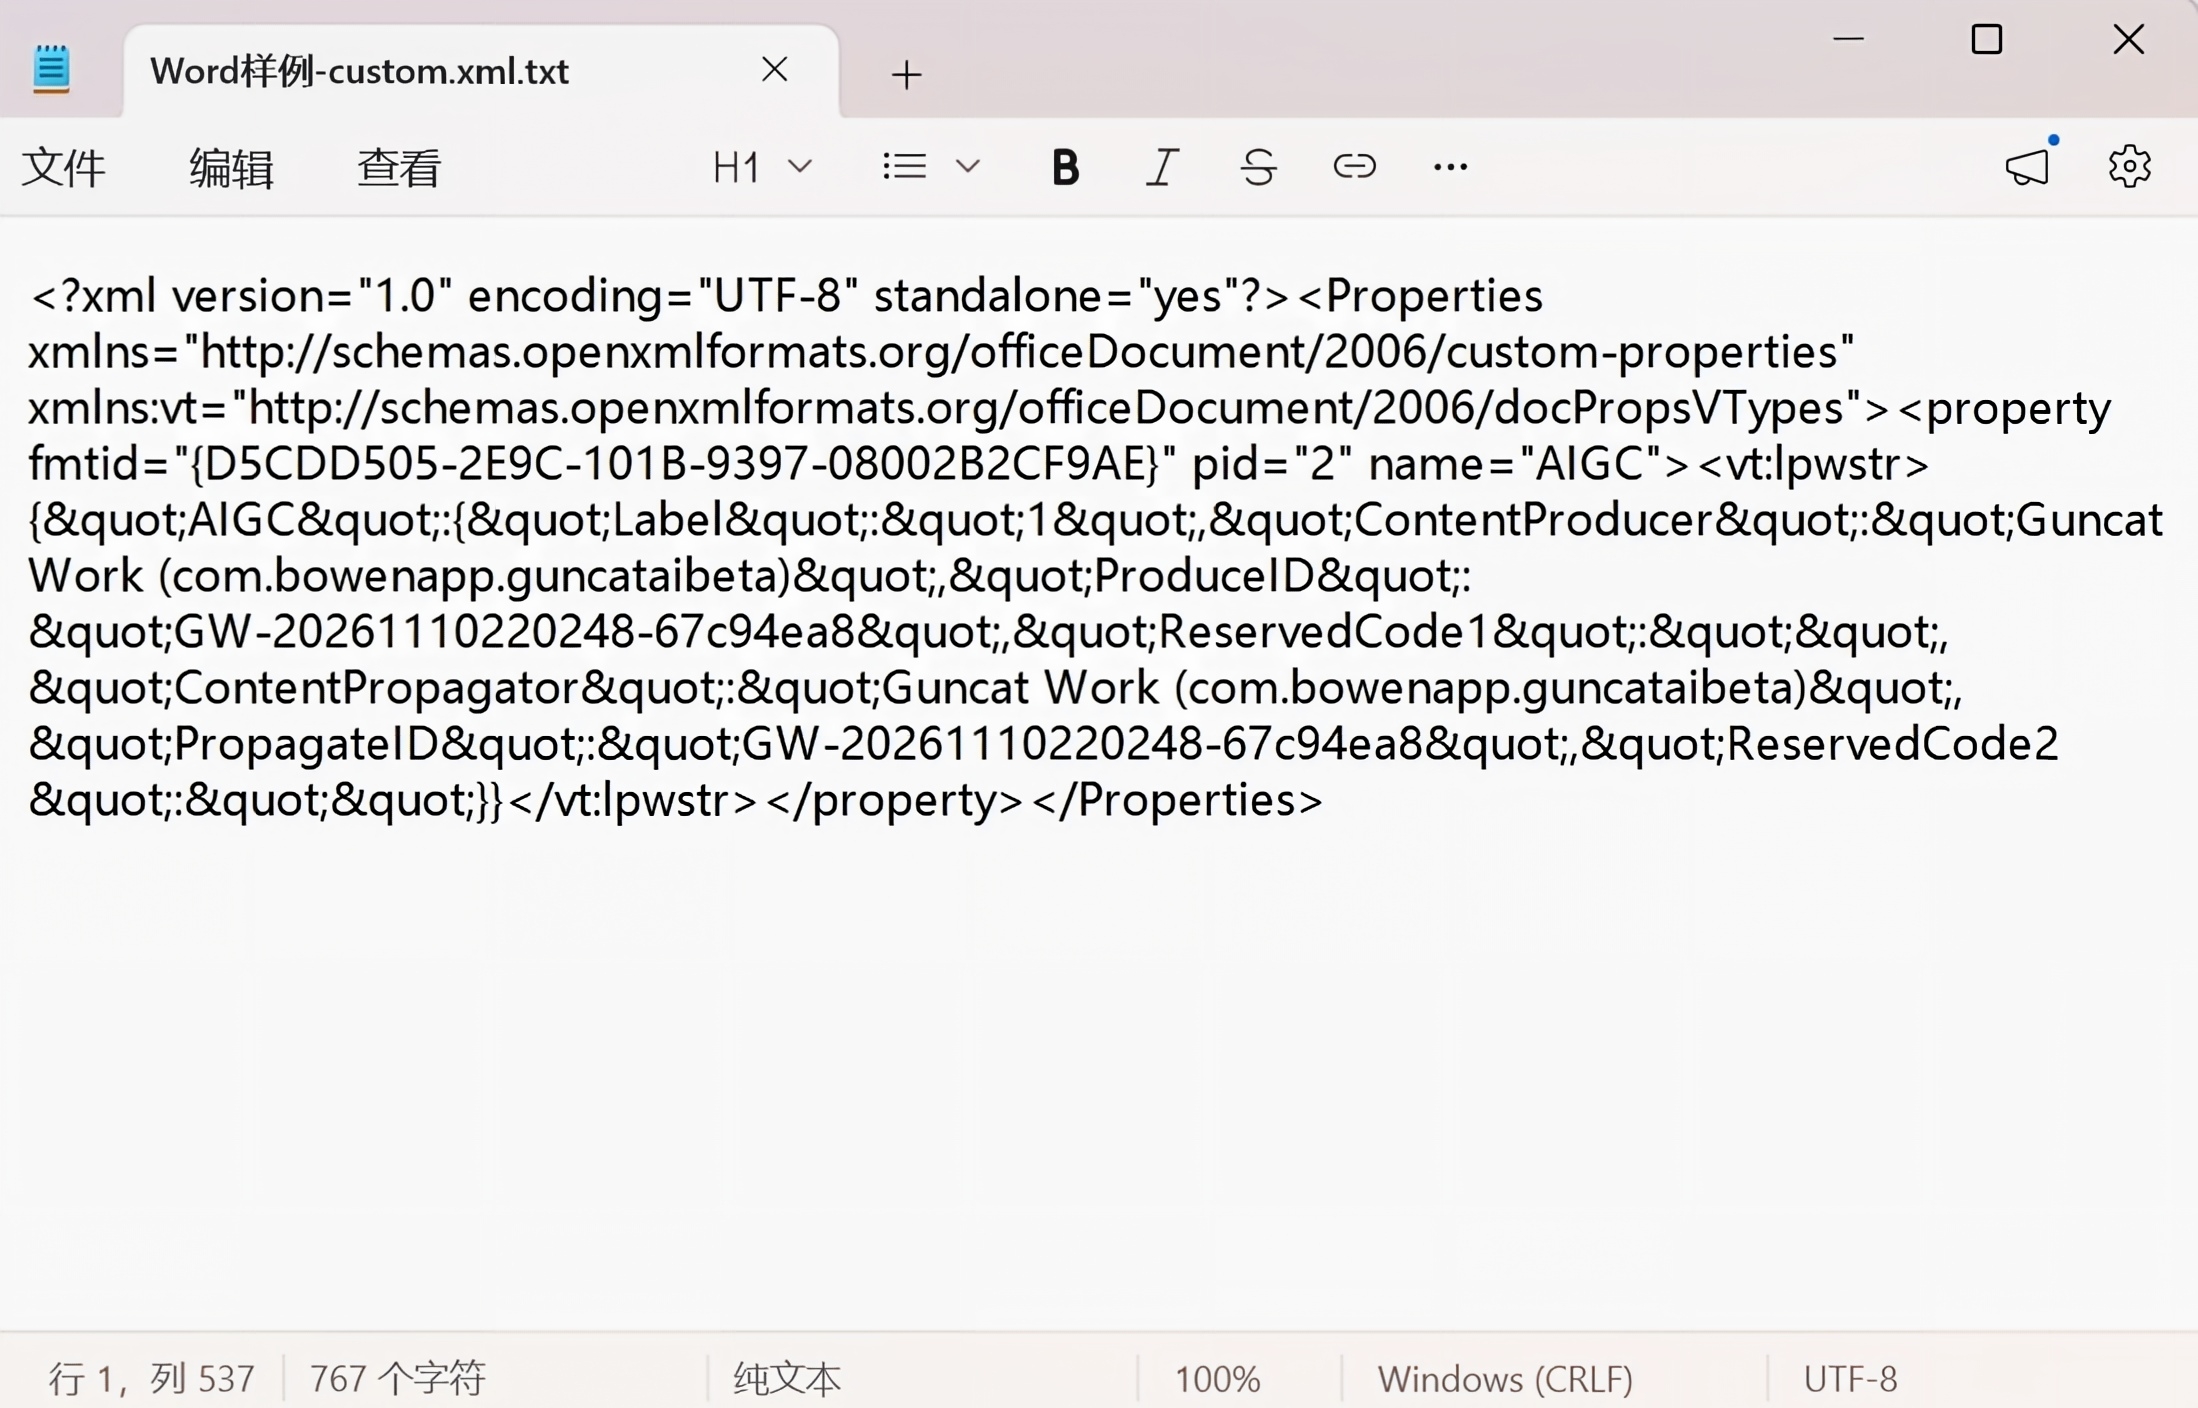 Word样例-custom.xml.txt
文件 编辑 查看 H1 B I S
<?xml version="1.0" encoding="UTF-8" standalone="yes"?><Properties
xmlns="http://schemas.openxmlformats.org/officeDocument/2006/custom-properties"
xmlns:vt="http://schemas.openxmlformats.org/officeDocument/2006/docPropsVTypes"><property
fmtid="{D5CDD505-2E9C-101B-9397-08002B2CF9AE}" pid="2" name="AIGC"><vt:lpwstr>
{&quot;AIGC&quot;:{&quot;Label&quot;:&quot;1&quot;,&quot;ContentProducer&quot;:&quot;Guncat
Work (com.bowenapp.guncataibeta)&quot;,&quot;ProduceID&quot;:
&quot;GW-20261110220248-67c94ea8&quot;,&quot;ReservedCode1&quot;:&quot;&quot;,
&quot;ContentPropagator&quot;:&quot;Guncat Work (com.bowenapp.guncataibeta)&quot;,
&quot;PropagateID&quot;:&quot;GW-20261110220248-67c94ea8&quot;,&quot;ReservedCode2
&quot;:&quot;&quot;}}</vt:lpwstr></property></Properties>
行 1，列 537 767 个字符 纯文本 100% Windows (CRLF) UTF-8